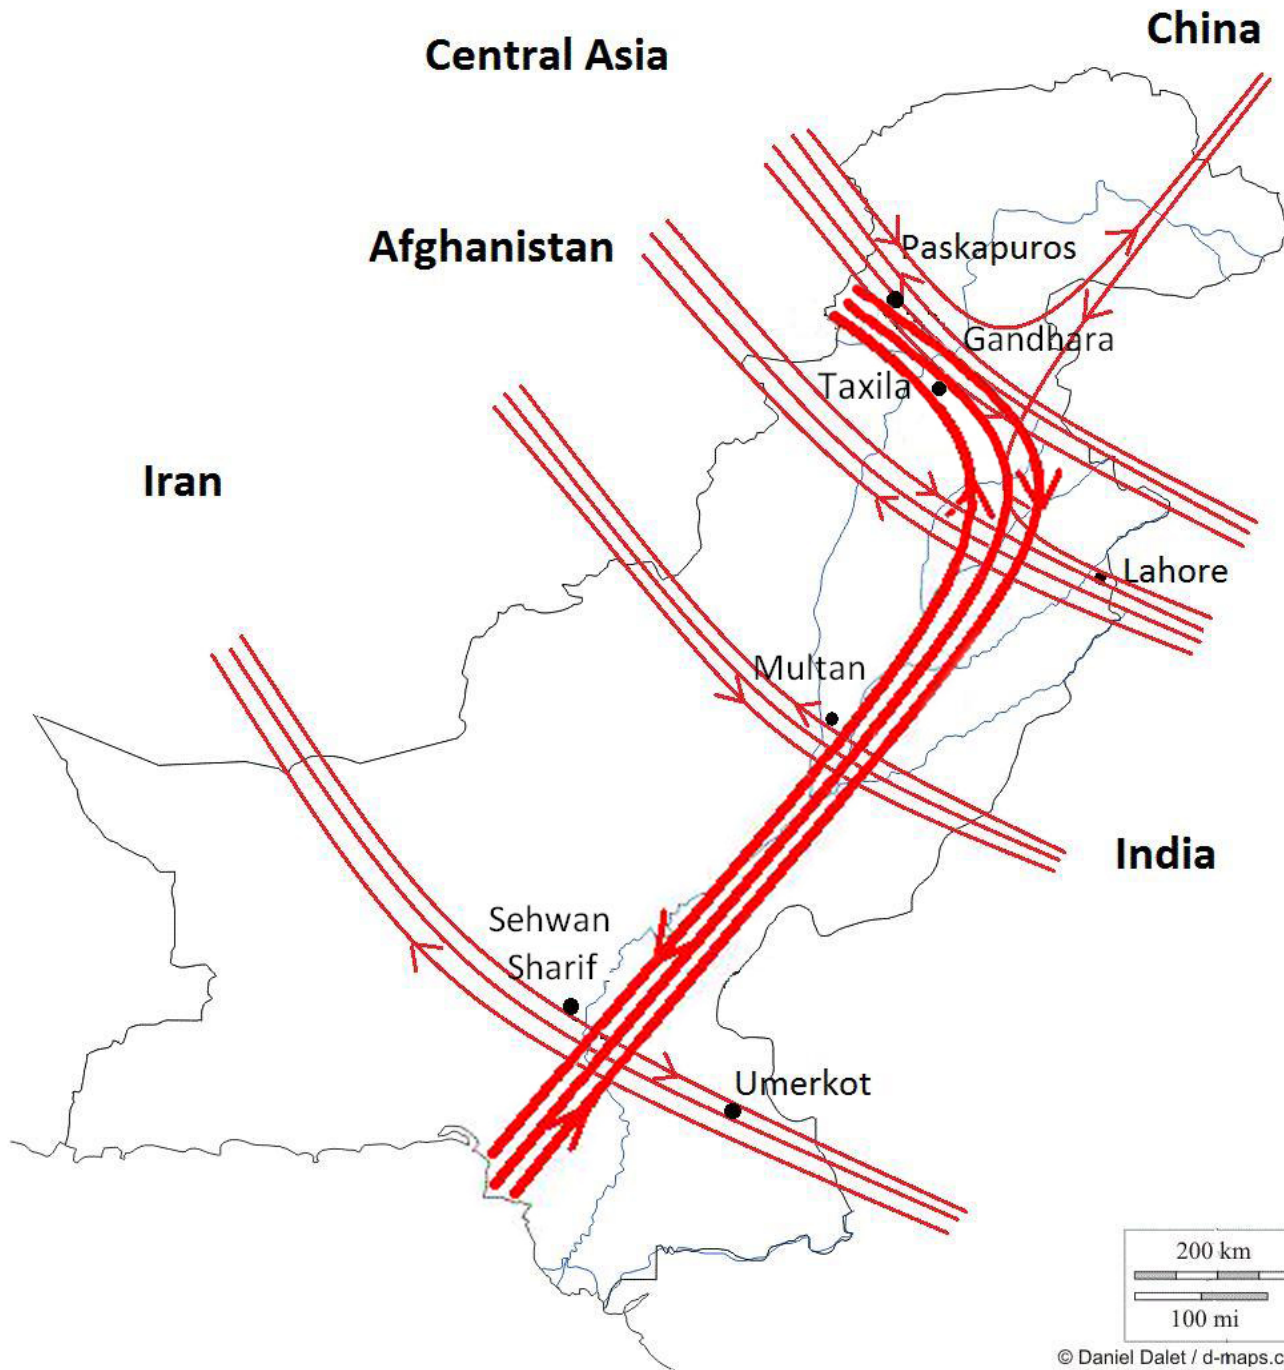 China
Central Asia
Afghanistan
Paskapuros
Gandhara
Taxila
Iran
Lahore
Multan
India
Sehwan
Sharif
Umerkot
200 km
100 mi
© Daniel Dalet / d-maps.c